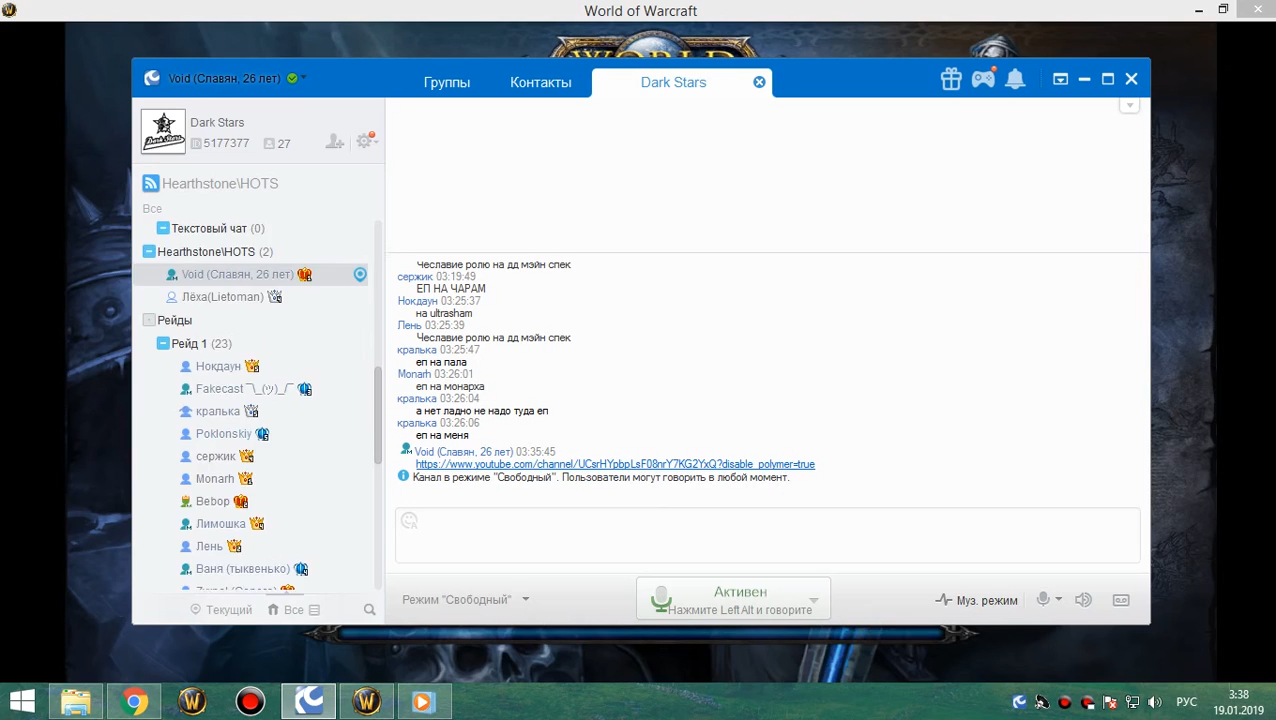 World of Warcraft
WORLD
Void (Славян, 26 лет)
Группы
Контакты
Dark Stars
Dark Stars
Dark Stars
5177377
27
Hearthstone\HOTS
Все
Текстовый чат (0)
Hearthstone\HOTS (2)
Void (Славян, 26 лет)
Лёха(Lietoman)
Рейды
Рейд 1 (23)
Нокдаун
Fakecast ¯\_(ツ)_/¯
кралька
Poklonskiy
сержик
Monarh
Bebop
Лимошка
Лень
Ваня (тыквенько)
Текущий
Все
Чеславие ролю на дд мэйн спек
сержик 03:19:49
ЕП НА ЧАРАМ
Нокдаун 03:25:37
на ultrasham
Лень 03:25:39
Чеславие ролю на дд мэйн спек
кралька 03:25:47
еп на пала
Monarh 03:26:01
еп на монарха
кралька 03:26:04
а нет ладно не надо туда еп
кралька 03:26:06
еп на меня
Void (Славян, 26 лет) 03:35:45
https://www.youtube.com/channel/UCsrHYpbpLsF08nrY7KG2YxQ?disable_polymer=true
Канал в режиме "Свободный". Пользователи могут говорить в любой момент.
Режим "Свободный"
Активен
Нажмите Left Alt и говорите
Муз. режим
РУС
3:38
19.01.2019